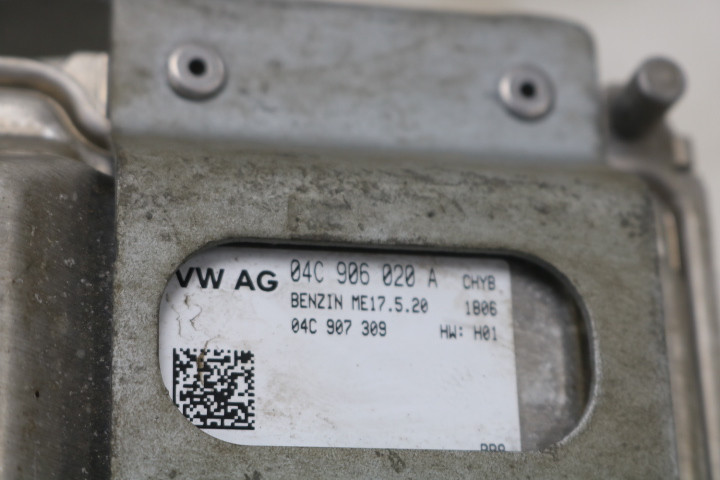 VW AG 04C 906 020 A CHYB
BENZIN ME17.5.20 1806
04C 907 309 HW: H01